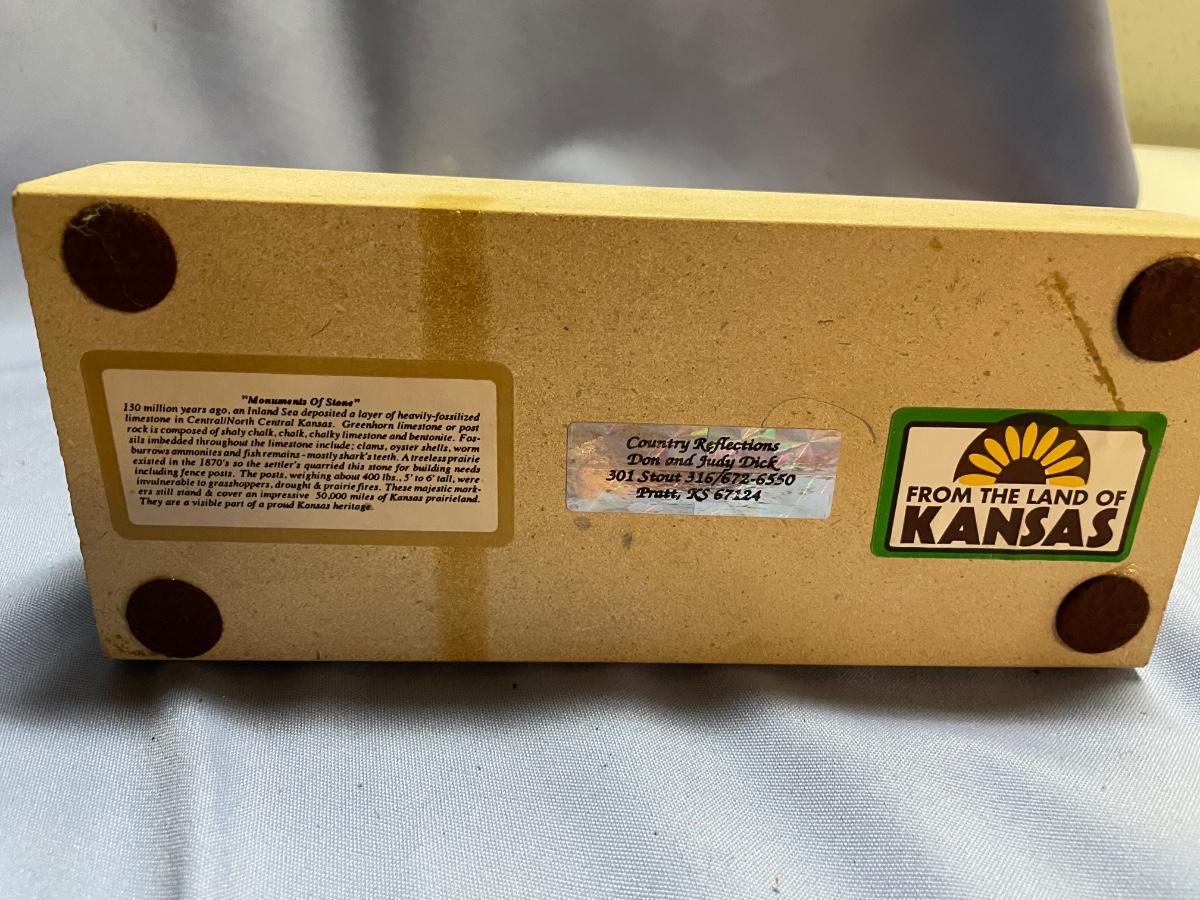 "Monuments Of Stone"
130 million years ago, an Inland Sea deposited a layer of heavily-fossilized
limestone in Central/North Central Kansas. Greenhorn limestone or post
rock is composed of shaly chalk, chalk, chalky limestone and bentonite. Fos-
sils imbedded throughout the limestone include; clams, oyster shells, worm
burrows ammonites and fish remains - mostly shark's teeth. A treeless prairie
existed in the 1870's so the settler's quarried this stone for building needs
including fence posts. The posts, weighing about 400 lbs., 5' to 6' tall, were
invulnerable to grasshoppers, drought & prairie fires. These majestic mark-
ers still stand & cover an impressive 50,000 miles of Kansas prairieland.
They are a visible part of a proud Kansas heritage.
Country Reflections
Don and Judy Dick
301 Stout 316/672-6550
Pratt, KS 67124
FROM THE LAND OF
KANSAS